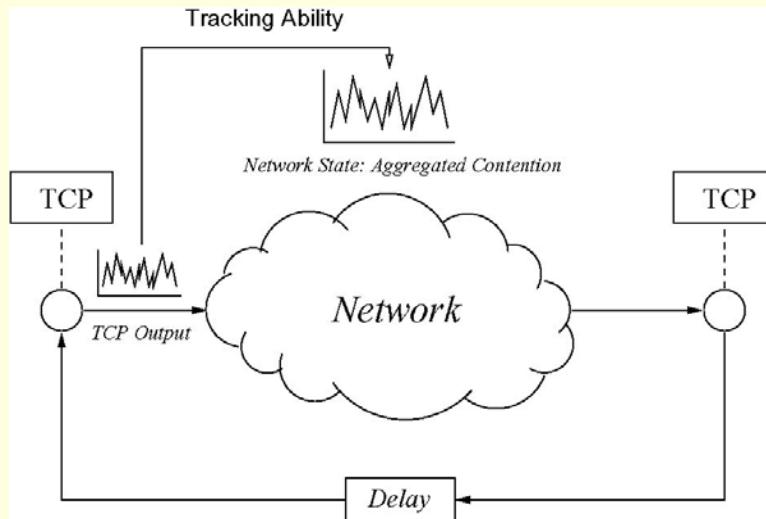 Tracking Ability
Network State: Aggregated Contention
TCP
TCP
Network
TCP Output
Delay